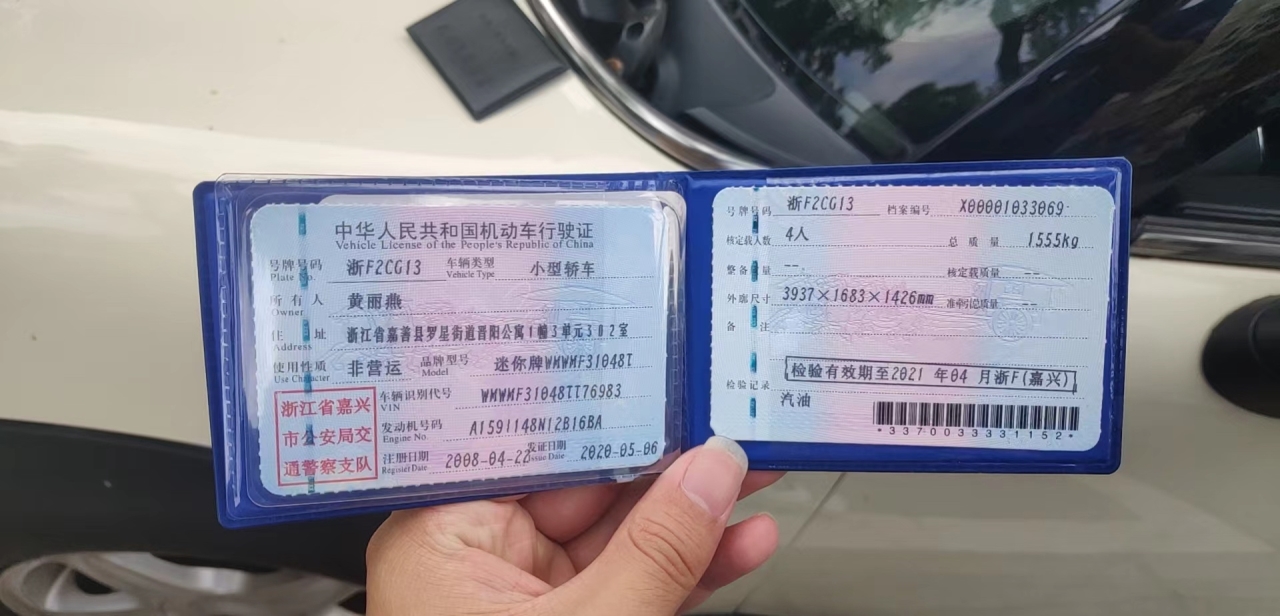 中华人民共和国机动车行驶证
Vehicle License of the People's Republic of China
号牌号码 浙F2CG13 车辆类型 小型轿车
Plate No. Vehicle Type
所有人 黄丽燕
Owner
住址 浙江省嘉善县罗星街道晋阳公寓1幢3单元302室
Address
使用性质 非营运 品牌型号 迷你牌WMWMF31048T
Use Character Model
浙江省嘉兴
市公安局交
通警察支队
车辆识别代号 WMWMF31048TT76983
VIN
发动机号码 A1591148N12B16BA
Engine No.
注册日期 2008-04-22 发证日期 2020-05-06
Register Date Issue Date
号牌号码 浙F2CG13 档案编号 X00001033069
核定载人数 4人 总质量 1555kg
整备质量 -- 核定载质量 --
外廓尺寸 3937×1683×1426mm 准牵引总质量 --
备注
检验有效期至2021 年04 月浙F(嘉兴)
检验记录
汽油
*3370033331152*